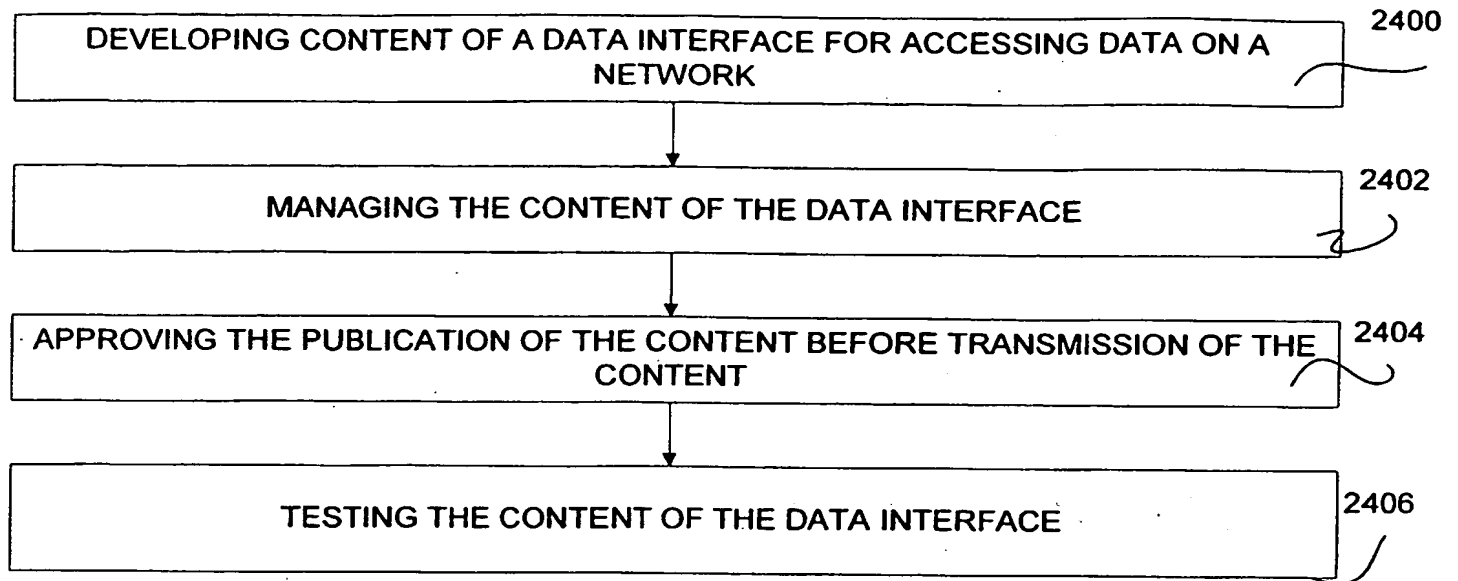 2400
DEVELOPING CONTENT OF A DATA INTERFACE FOR ACCESSING DATA ON A
NETWORK
2402
MANAGING THE CONTENT OF THE DATA INTERFACE
2404
APPROVING THE PUBLICATION OF THE CONTENT BEFORE TRANSMISSION OF THE
CONTENT
2406
TESTING THE CONTENT OF THE DATA INTERFACE